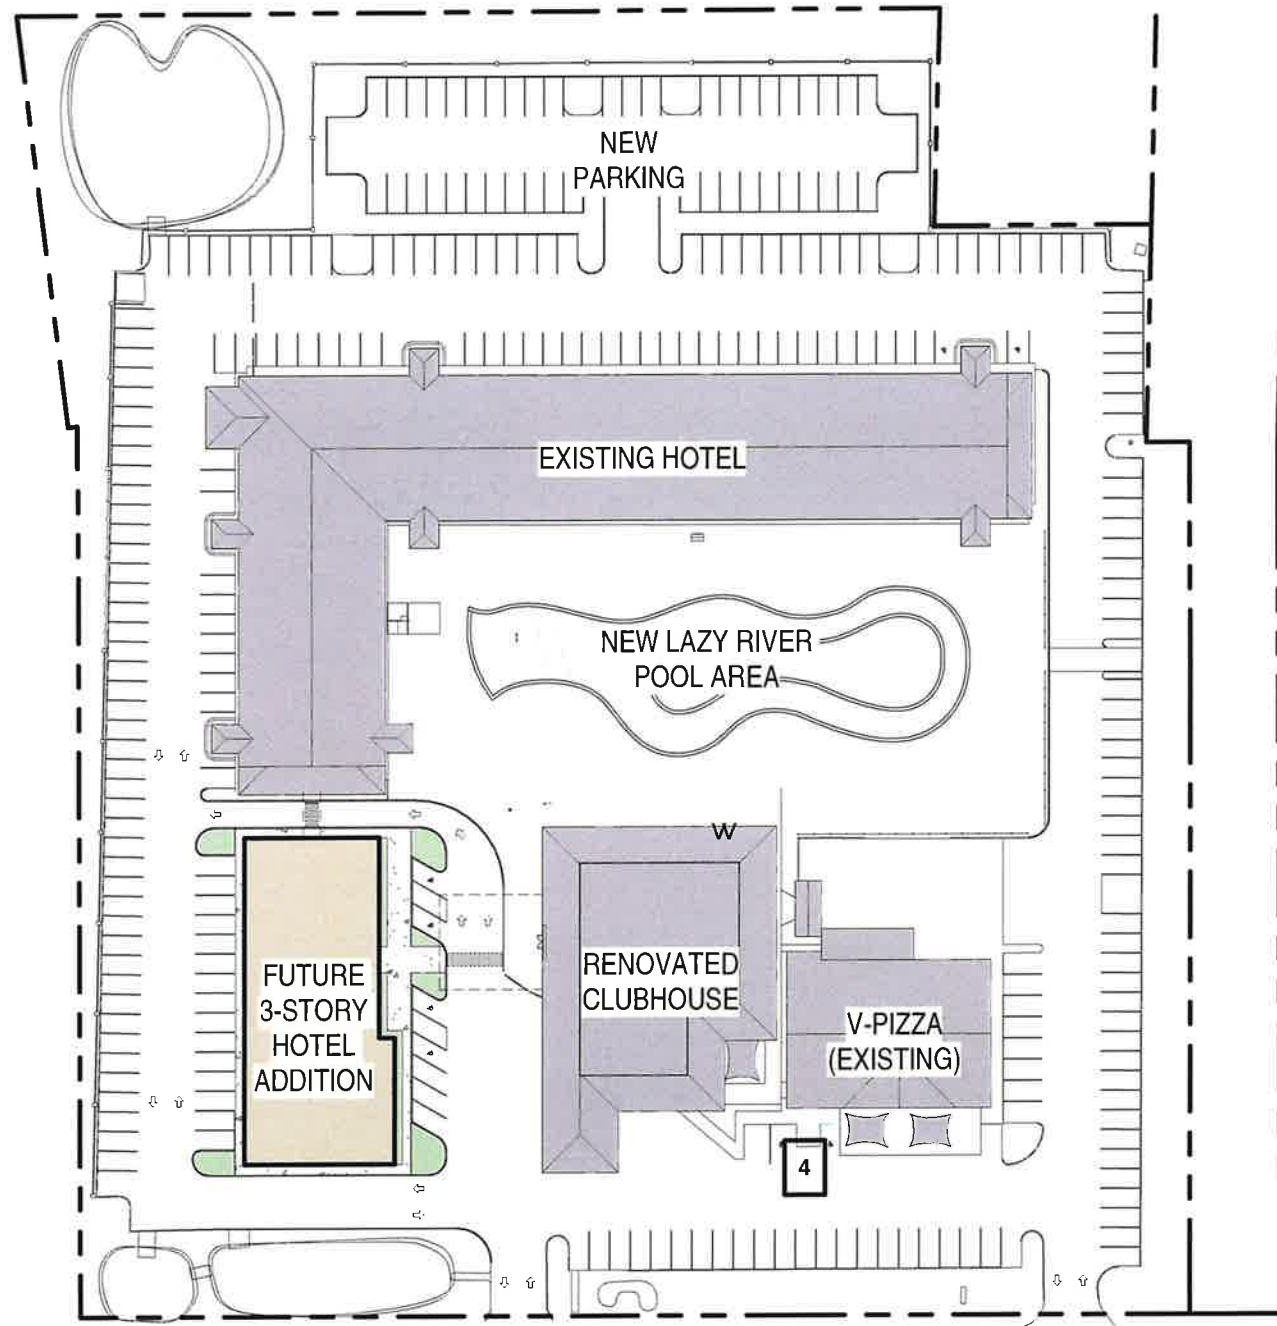 NEW
PARKING
EXISTING HOTEL
NEW LAZY RIVER
POOL AREA
W
FUTURE
3-STORY
HOTEL
ADDITION
RENOVATED
CLUBHOUSE
V-PIZZA
(EXISTING)
4